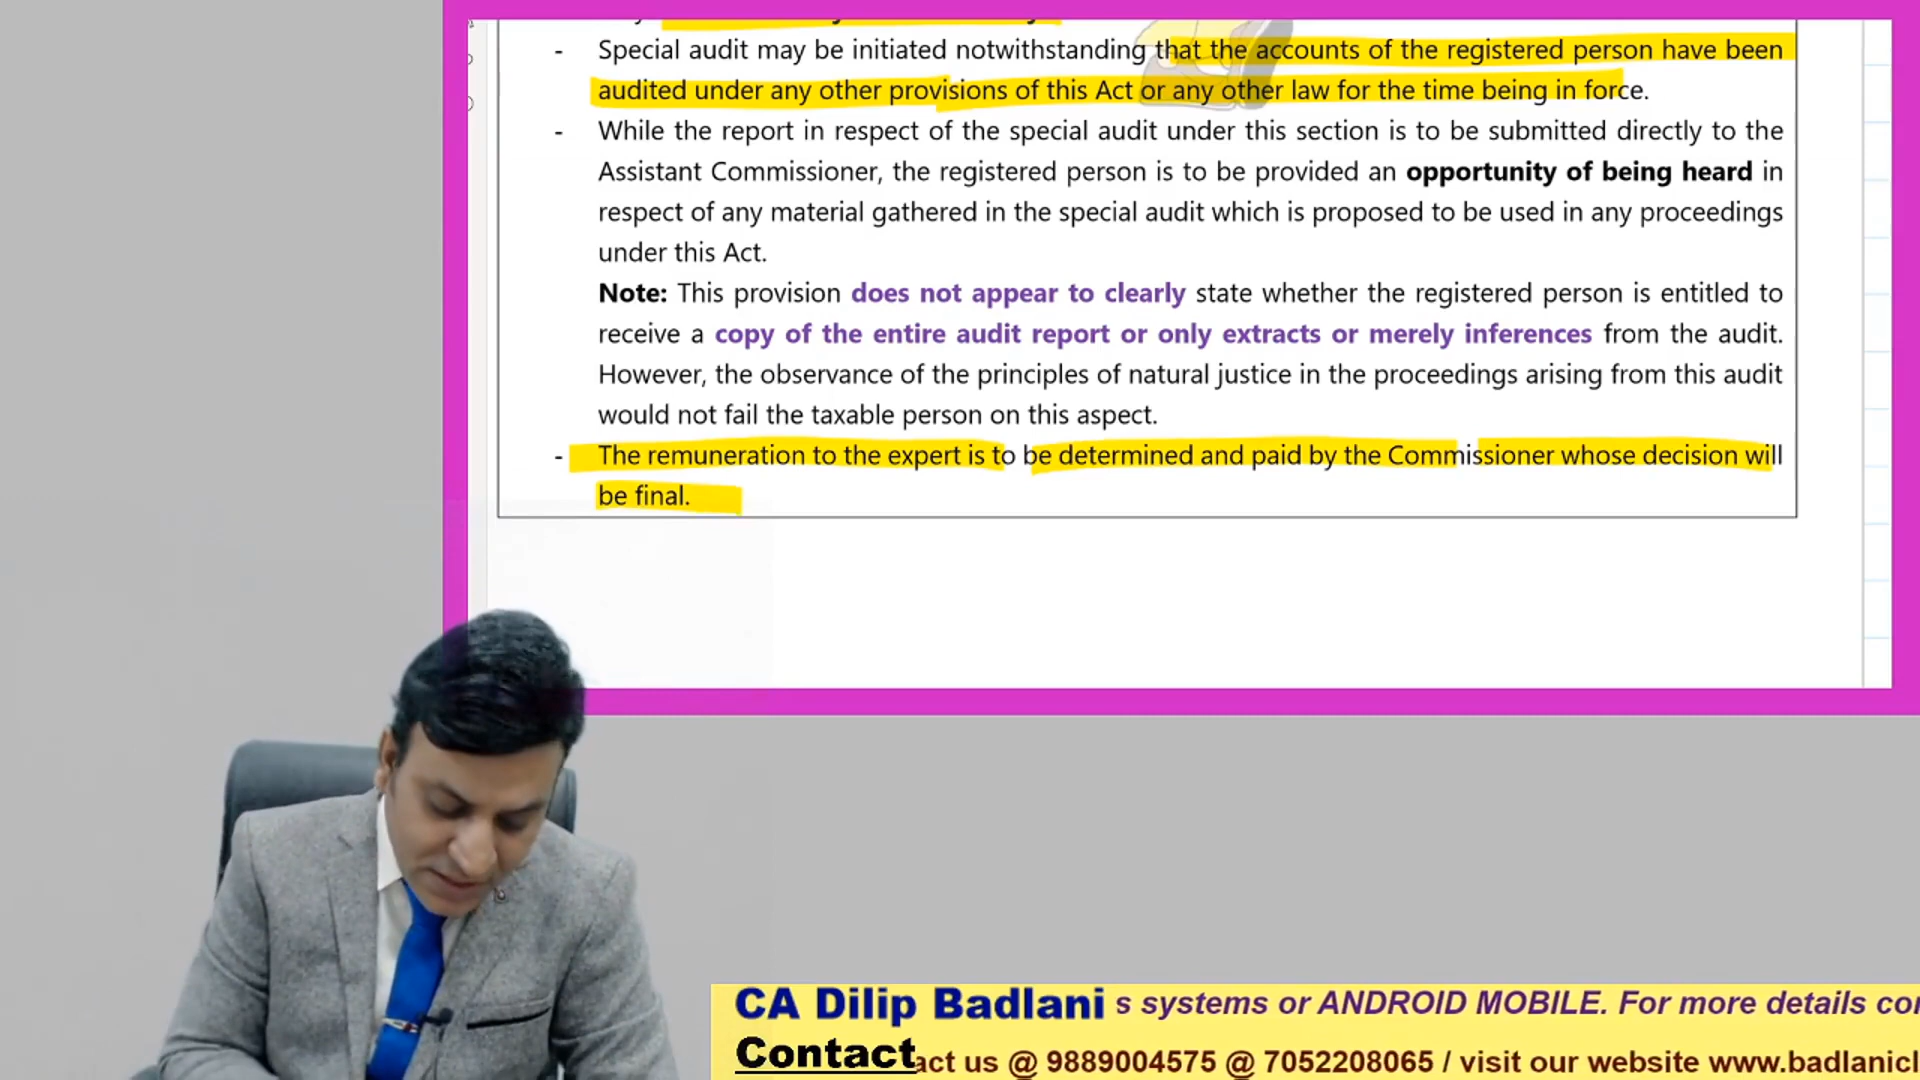 - Special audit may be initiated notwithstanding that the accounts of the registered person have been
audited under any other provisions of this Act or any other law for the time being in force.
- While the report in respect of the special audit under this section is to be submitted directly to the
Assistant Commissioner, the registered person is to be provided an opportunity of being heard in
respect of any material gathered in the special audit which is proposed to be used in any proceedings
under this Act.
Note: This provision does not appear to clearly state whether the registered person is entitled to
receive a copy of the entire audit report or only extracts or merely inferences from the audit.
However, the observance of the principles of natural justice in the proceedings arising from this audit
would not fail the taxable person on this aspect.
- The remuneration to the expert is to be determined and paid by the Commissioner whose decision will
be final.
CA Dilip Badlani s systems or ANDROID MOBILE. For more details co
Contact act us @ 9889004575 @ 7052208065 / visit our website www.badlanicl